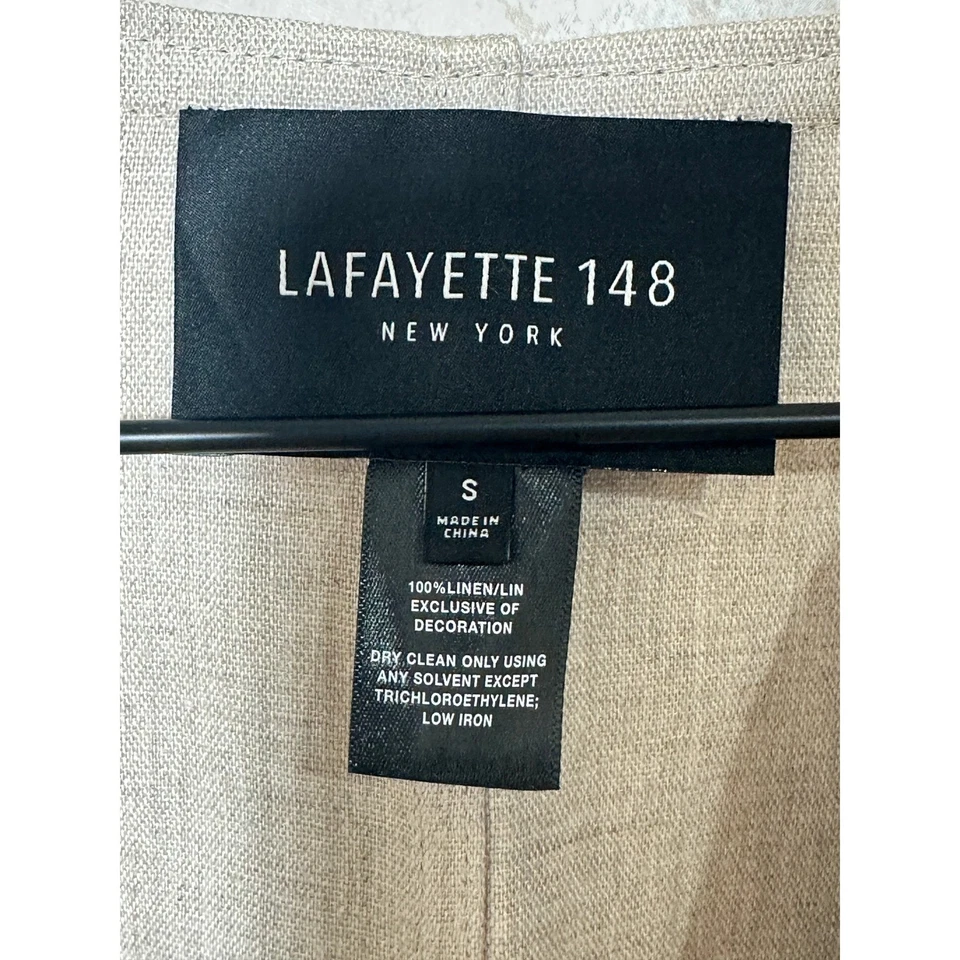 LAFAYETTE 148
NEW YORK
S
MADE IN
CHINA
100%LINEN/LIN
EXCLUSIVE OF
DECORATION
DRY CLEAN ONLY USING
ANY SOLVENT EXCEPT
TRICHLOROETHYLENE;
LOW IRON